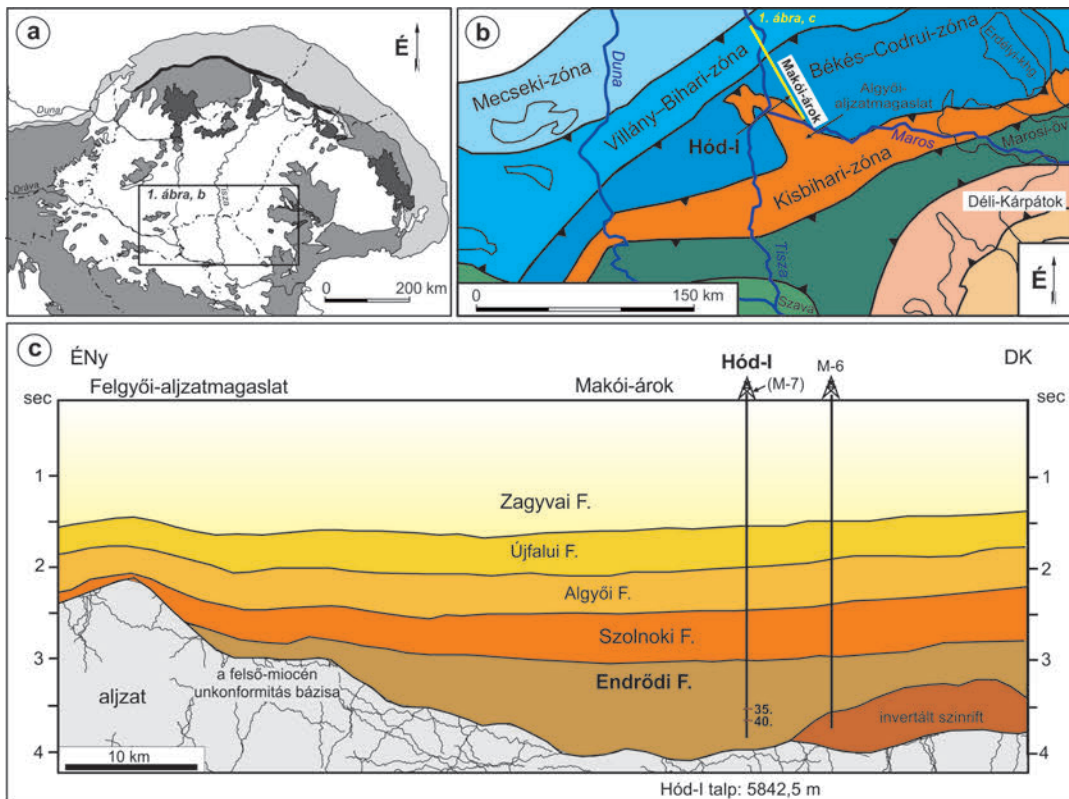 a
É
Duna
Dráva
1. ábra, b
Tisza
0 200 km
b
1. ábra, c
Duna
Mecseki-zóna
Villány–Bihari-zóna
Makói-árok
Békés–Codrui-zóna
Erdélyi-khg.
Algyői-
aljzatmagaslat
Hód-I
Maros
Marosi-öv
Kisbihari-zóna
Déli-Kárpátok
Tisza
Szávai
É
0 150 km
c
ÉNy
DK
Hód-I
M-6
(M-7)
Felgyői-aljzatmagaslat
Makói-árok
sec
sec
1
1
Zagyvai F.
Újfalui F.
2
2
Algyői F.
Szolnoki F.
3
3
a felső-miocén
unkonformitás bázisa
Endrődi F.
aljzat
35.
40.
invertált szinrift
4
4
10 km
Hód-I talp: 5842,5 m